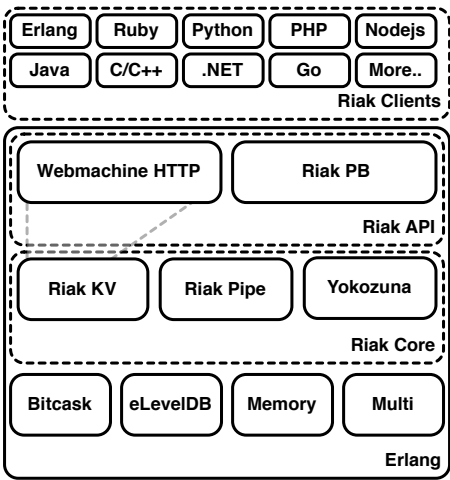 Erlang Ruby Python PHP Nodejs
Java C/C++ .NET Go More..
Riak Clients
Webmachine HTTP Riak PB
Riak API
Riak KV Riak Pipe Yokozuna
Riak Core
Bitcask eLevelDB Memory Multi
Erlang